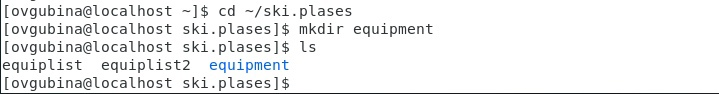 [ovgubina@localhost ~]$ cd ~/ski.plases
[ovgubina@localhost ski.plases]$ mkdir equipment
[ovgubina@localhost ski.plases]$ ls
equiplist  equiplist2  equipment
[ovgubina@localhost ski.plases]$